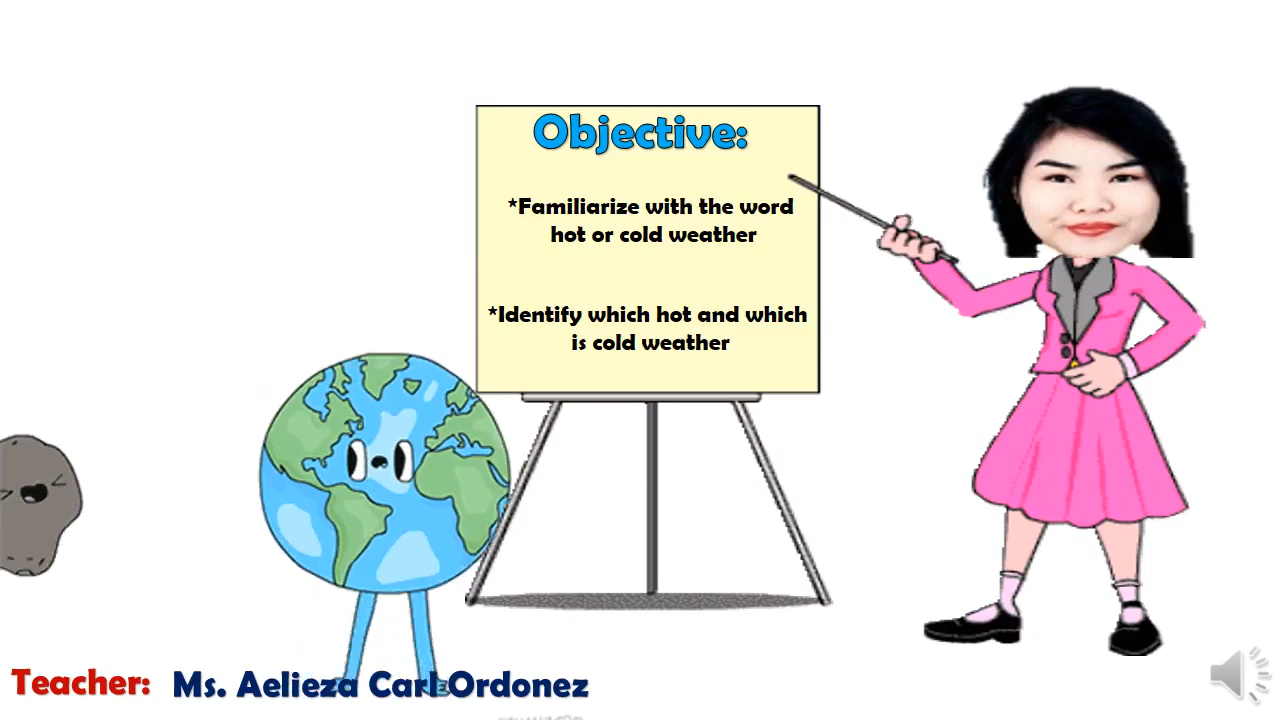 Objective:
*Familiarize with the word
hot or cold weather
*Identify which hot and which
is cold weather
Teacher: Ms. Aelieza Carl Ordonez